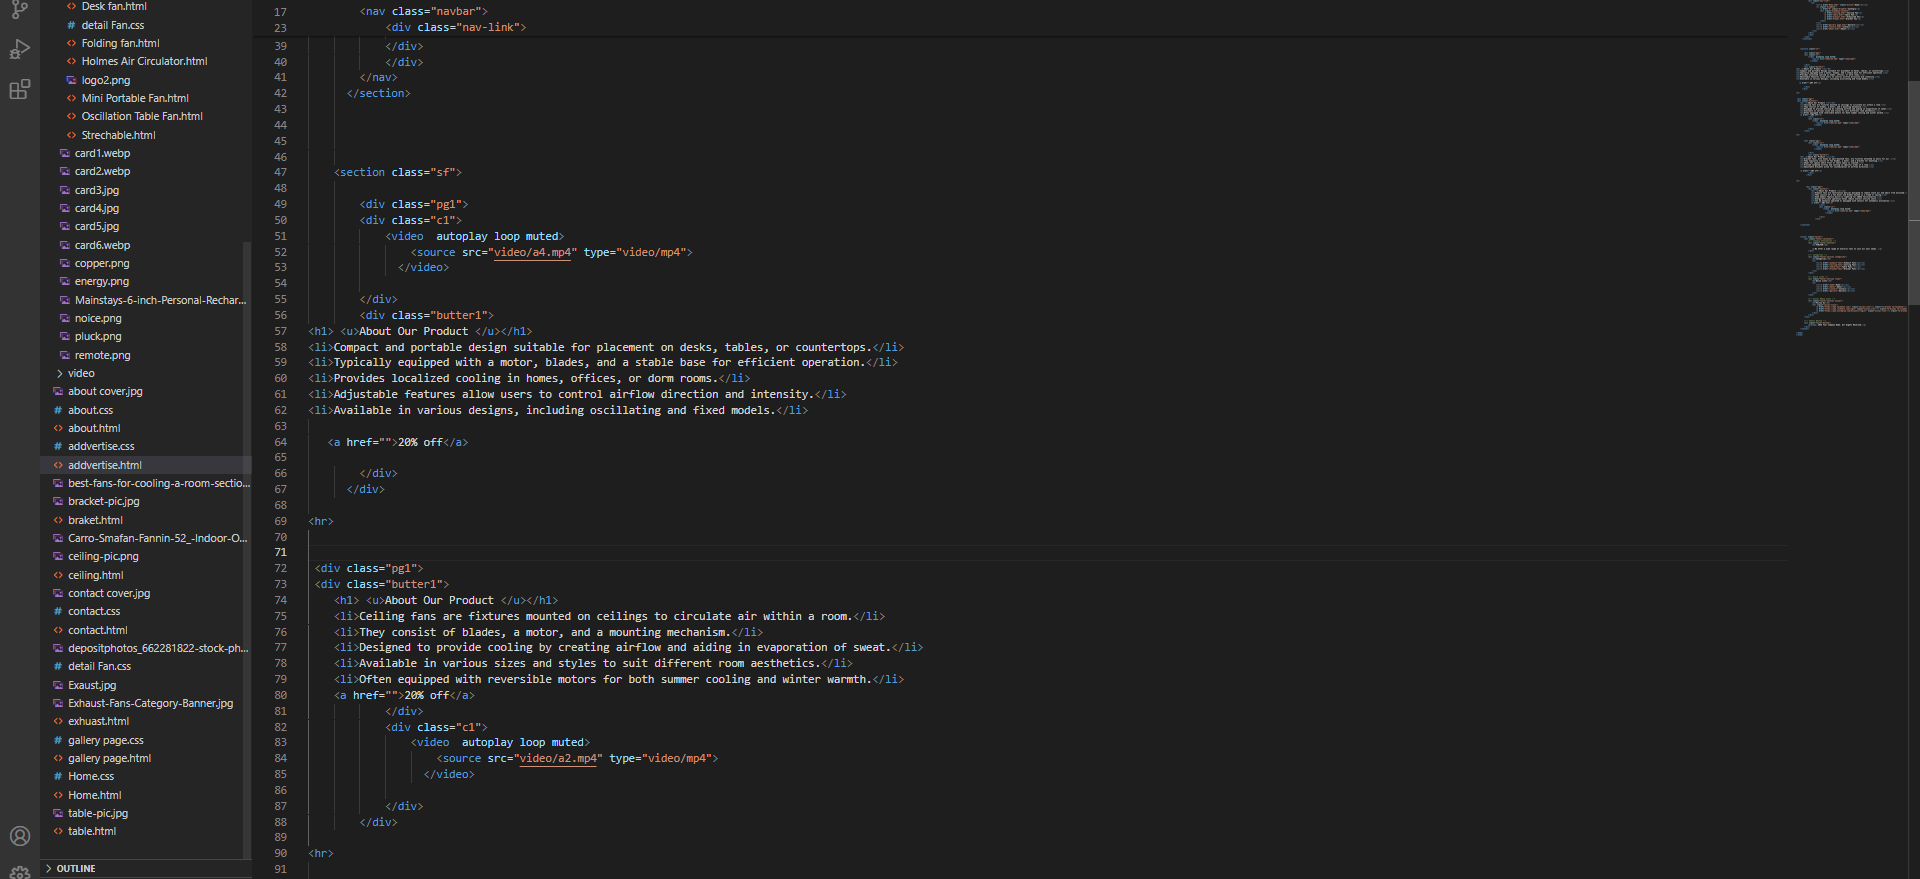 Desk fan.html
detail Fan.css
Folding fan.html
Holmes Air Circulator.html
logo2.png
Mini Portable Fan.html
Oscillation Table Fan.html
Strechable.html
card1.webp
card2.webp
card3.jpg
card4.jpg
card5.jpg
card6.webp
copper.png
energy.png
Mainstays-6-inch-Personal-Rechar...
noice.png
pluck.png
remote.png
video
about cover.jpg
about.css
about.html
addvertise.css
addvertise.html
best-fans-for-cooling-a-room-sectio...
bracket-pic.jpg
braket.html
Carro-Smafan-Fannin-52_-Indoor-O...
ceiling-pic.png
ceiling.html
contact cover.jpg
contact.css
contact.html
depositphotos_662281822-stock-ph...
detail Fan.css
Exaust.jpg
Exhaust-Fans-Category-Banner.jpg
exhuast.html
gallery page.css
gallery page.html
Home.css
Home.html
table-pic.jpg
table.html
OUTLINE
17 <nav class="navbar">
23 <div class="nav-link">
39 </div>
40 </div>
41 </nav>
42 </section>
43
44
45
46
47 <section class="sf">
48
49 <div class="pg1">
50 <div class="c1">
51 <video  autoplay loop muted>
52 <source src="video/a4.mp4" type="video/mp4">
53 </video>
54
55 </div>
56 <div class="butter1">
57 <h1> <u>About Our Product </u></h1>
58 <li>Compact and portable design suitable for placement on desks, tables, or countertops.</li>
59 <li>Typically equipped with a motor, blades, and a stable base for efficient operation.</li>
60 <li>Provides localized cooling in homes, offices, or dorm rooms.</li>
61 <li>Adjustable features allow users to control airflow direction and intensity.</li>
62 <li>Available in various designs, including oscillating and fixed models.</li>
63
64 <a href="">20% off</a>
65
66 </div>
67 </div>
68
69 <hr>
70
71
72 <div class="pg1">
73 <div class="butter1">
74 <h1> <u>About Our Product </u></h1>
75 <li>Ceiling fans are fixtures mounted on ceilings to circulate air within a room.</li>
76 <li>They consist of blades, a motor, and a mounting mechanism.</li>
77 <li>Designed to provide cooling by creating airflow and aiding in evaporation of sweat.</li>
78 <li>Available in various sizes and styles to suit different room aesthetics.</li>
79 <li>Often equipped with reversible motors for both summer cooling and winter warmth.</li>
80 <a href="">20% off</a>
81 </div>
82 <div class="c1">
83 <video  autoplay loop muted>
84 <source src="video/a2.mp4" type="video/mp4">
85 </video>
86
87 </div>
88 </div>
89
90 <hr>
91